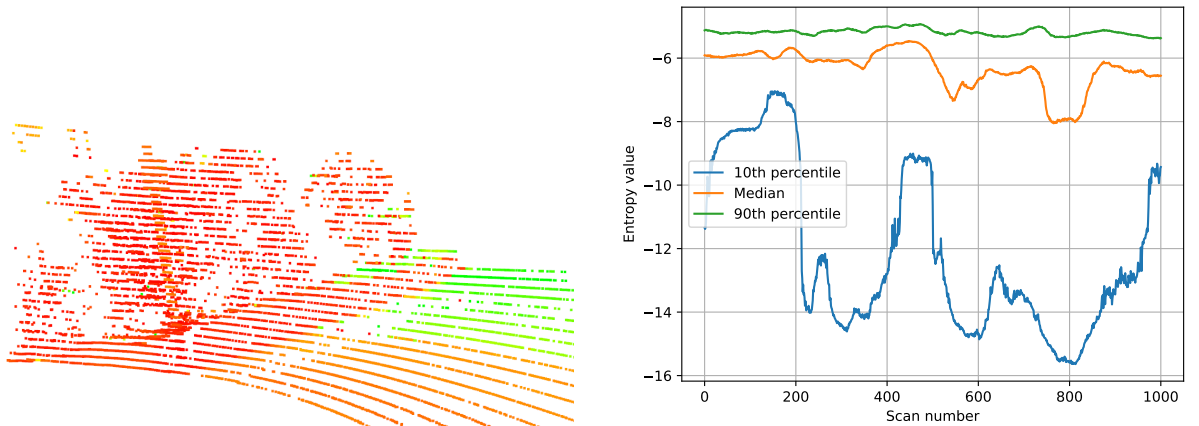 −6
−8
−10
−12
−14
−16
Entropy value
10th percentile
Median
90th percentile
0 200 400 600 800 1000
Scan number